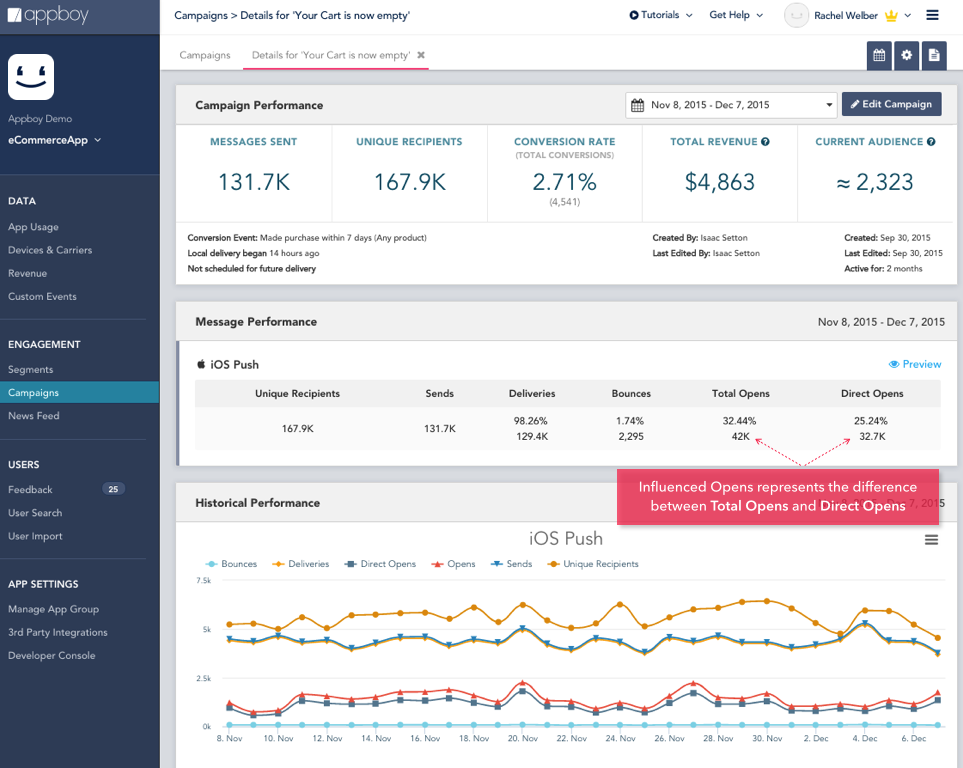 appboy
Campaigns > Details for 'Your Cart is now empty'
Tutorials
Get Help
Rachel Welber
Campaigns
Details for 'Your Cart is now empty' ✖
Appboy Demo
eCommerceApp
DATA
App Usage
Devices & Carriers
Revenue
Custom Events
ENGAGEMENT
Segments
Campaigns
News Feed
USERS
Feedback 25
User Search
User Import
APP SETTINGS
Manage App Group
3rd Party Integrations
Developer Console
Campaign Performance
Nov 8, 2015 - Dec 7, 2015
Edit Campaign
MESSAGES SENT
131.7K
UNIQUE RECIPIENTS
167.9K
CONVERSION RATE
(TOTAL CONVERSIONS)
2.71%
(4,541)
TOTAL REVENUE ?
$4,863
CURRENT AUDIENCE ?
≈ 2,323
Conversion Event: Made purchase within 7 days (Any product)
Local delivery began 14 hours ago
Not scheduled for future delivery
Created By: Isaac Setton
Last Edited By: Isaac Setton
Created: Sep 30, 2015
Last Edited: Sep 30, 2015
Active for: 2 months
Message Performance
Nov 8, 2015 - Dec 7, 2015
iOS Push
Preview
Unique Recipients Sends Deliveries Bounces Total Opens Direct Opens
98.26% 1.74% 32.44% 25.24%
167.9K 131.7K
129.4K 2,295 42K 32.7K
Influenced Opens represents the difference
between Total Opens and Direct Opens
Historical Performance
7, 2015
iOS Push
Bounces Deliveries Direct Opens Opens Sends Unique Recipients
7.5k
5k
2.5k
0k
8. Nov 10. Nov 12. Nov 14. Nov 16. Nov 18. Nov 20. Nov 22. Nov 24. Nov 26. Nov 28. Nov 30. Nov 2. Dec 4. Dec 6. Dec